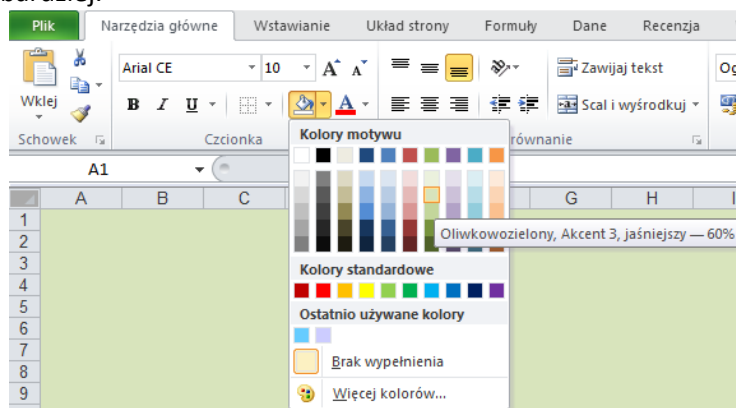 bardziej.
Plik Narzędzia główne Wstawianie Układ strony Formuły Dane Recenzja
Arial CE 10 A A Zawijaj tekst
Wklej B I U A Scal i wyśrodkuj
Schowek Czcionka równanie
A1
Kolory motywu
A B C G H
Oliwkowozielony, Akcent 3, jaśniejszy — 60%
Kolory standardowe
Ostatnio używane kolory
Brak wypełnienia
Więcej kolorów...
1
2
3
4
5
6
7
8
9